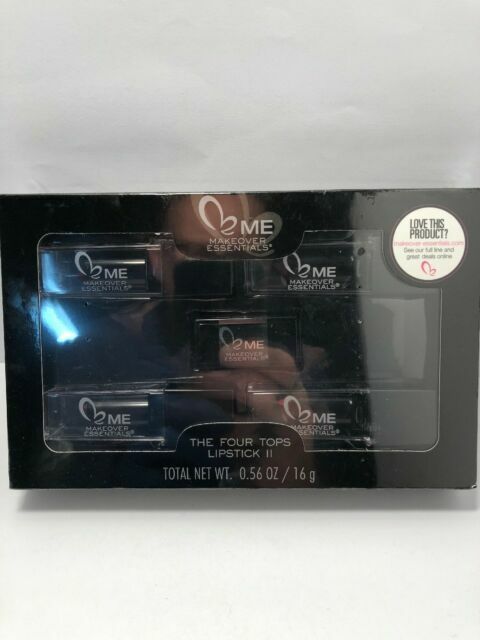 ME
MAKEOVER
ESSENTIALS®
LOVE THIS
PRODUCT?
makeover-essentials.com
See our full line and
great deals online
ME
MAKEOVER
ESSENTIALS®
ME
MAKEOVER
ESSENTIALS®
ME
MAKEOVER
ESSENTIALS®
ME
MAKEOVER
ESSENTIALS®
ME
MAKEOVER
ESSENTIALS®
THE FOUR TOPS
LIPSTICK II
TOTAL NET WT. 0.56 OZ / 16 g